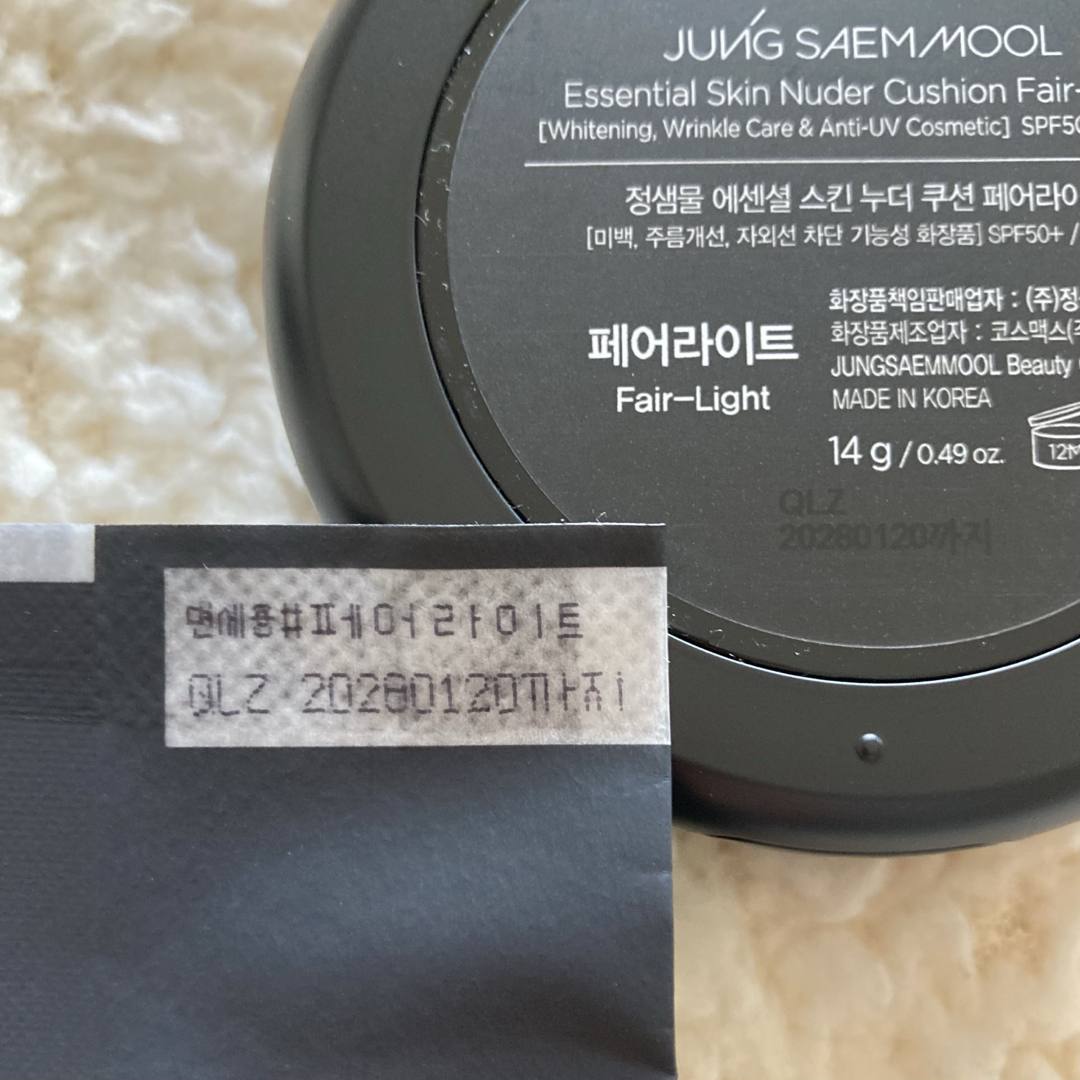 JUNG SAEM MOOL
Essential Skin Nuder Cushion Fair-
[Whitening, Wrinkle Care & Anti-UV Cosmetic] SPF50
정샘물 에센셜 스킨 누더 쿠션 페어라이
[미백, 주름개선, 자외선 차단 기능성 화장품] SPF50+ /
화장품책임판매업자 : (주)정
페어라이트
화장품제조업자 : 코스맥스(주
JUNGSAEMMOOL Beauty
Fair-Light
MADE IN KOREA
14 g / 0.49 oz.
12M
QLZ
20280120까지
면세용#페어라이트
QLZ 20280120까지